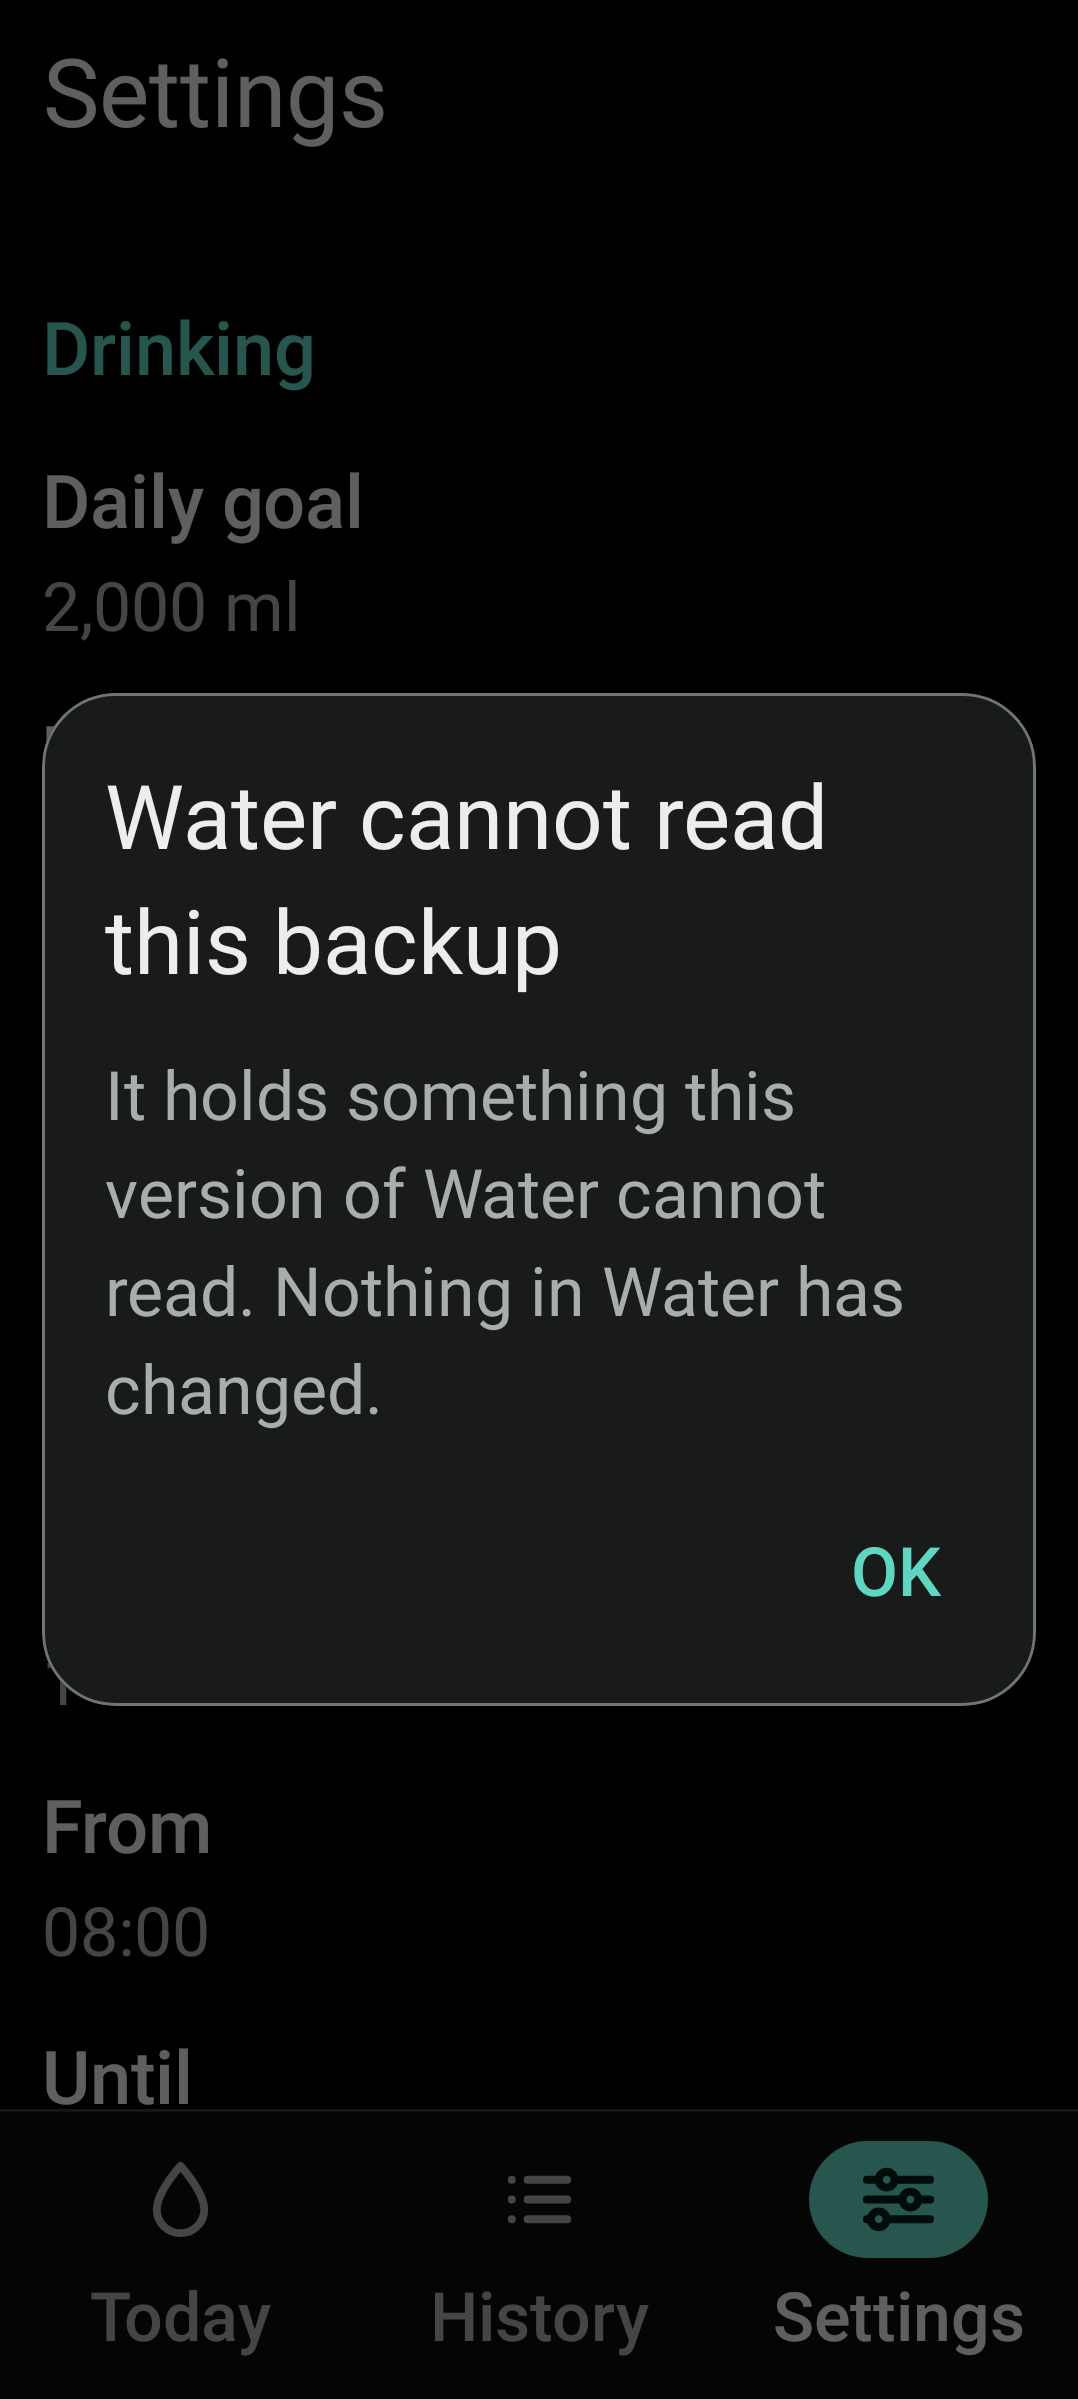 Settings
Drinking
Daily goal
2,000 ml
Water cannot read
this backup
It holds something this
version of Water cannot
read. Nothing in Water has
changed.
OK
From
08:00
Until
Today
History
Settings